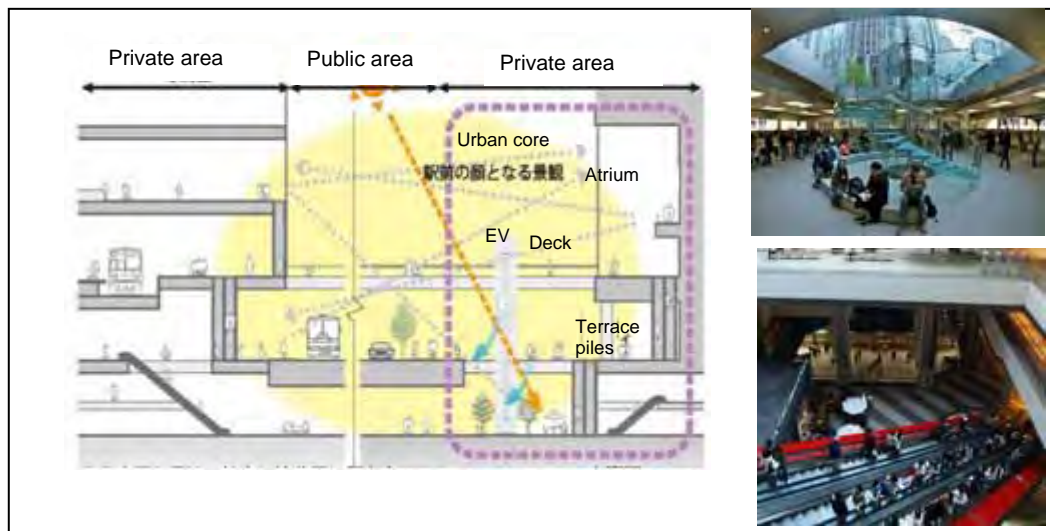 Private area
Public area
Private area
Urban core
駅前の顔となる景観
Atrium
EV
Deck
Terrace
piles